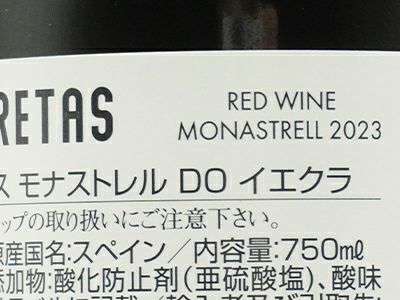 RETAS
RED WINE
MONASTRELL 2023
ス モナストレル DO イエクラ
ップの取り扱いにご注意下さい。
原産国名:スペイン/内容量:750㎖
添加物:酸化防止剤(亜硫酸塩)、酸味